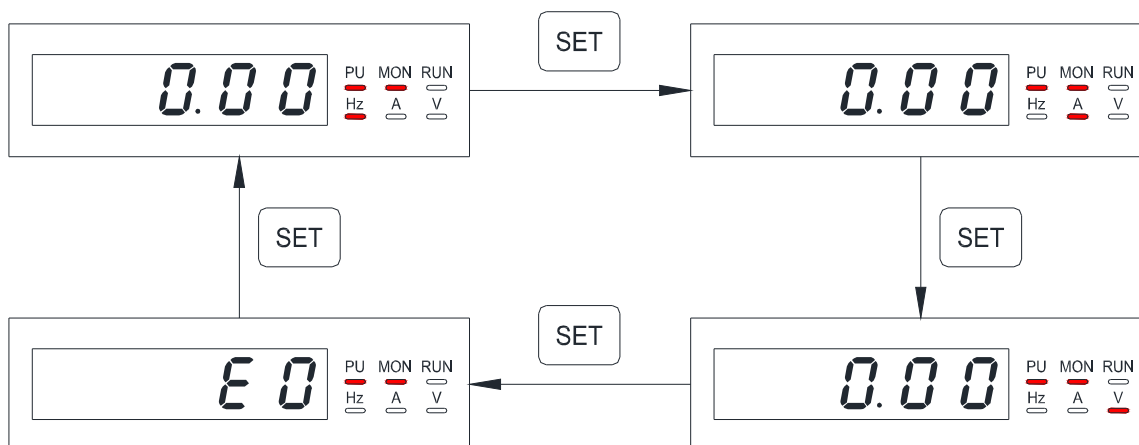 SET
PU MON RUN
0.00
Hz A V
PU MON RUN
0.00
Hz A V
SET
SET
SET
PU MON RUN
E0
Hz A V
PU MON RUN
0.00
Hz A V